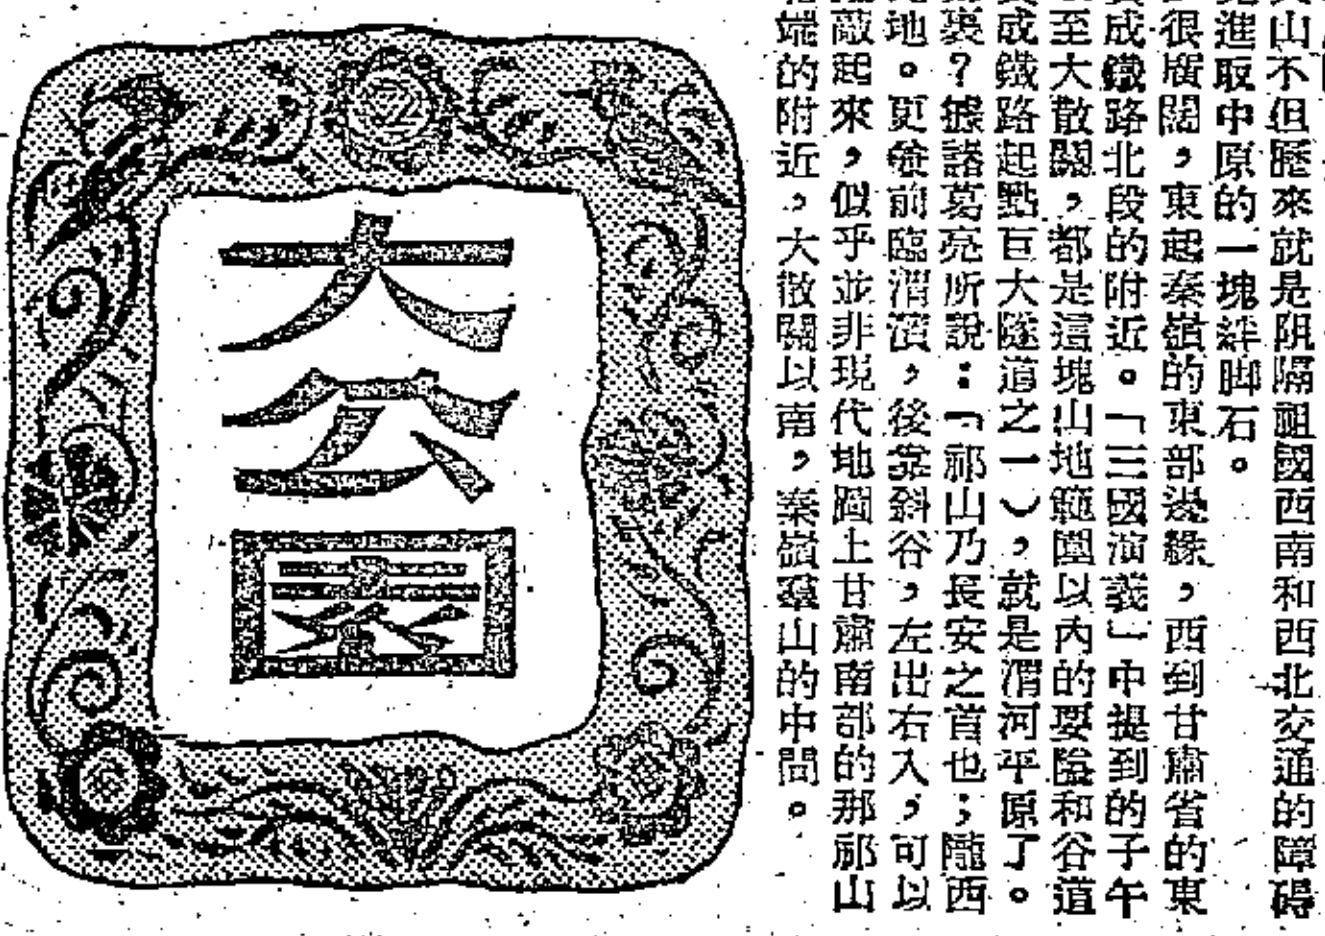 山不但歷來就是阻隔祖國西南和西北交通的障碍
進取中原的一塊絆脚石。
很廣闊，東起秦嶺的東部邊緣，西到甘肅省的東
成鐵路北段的附近。「三國演義」中提到的子午
至大散關，都是這塊山地範圍以內的要隘和谷道
成鐵路起點巨大隧道之一），就是渭河平原了。
裏？據諸葛亮所說：「祁山乃長安之首也；隴西
地。更兼前臨渭濱，後靠斜谷，左出右入，可以
敵起來，似乎並非現代地圖上甘肅南部的那祁山
端的附近，大散關以南，秦嶺羣山的中間。
大公園